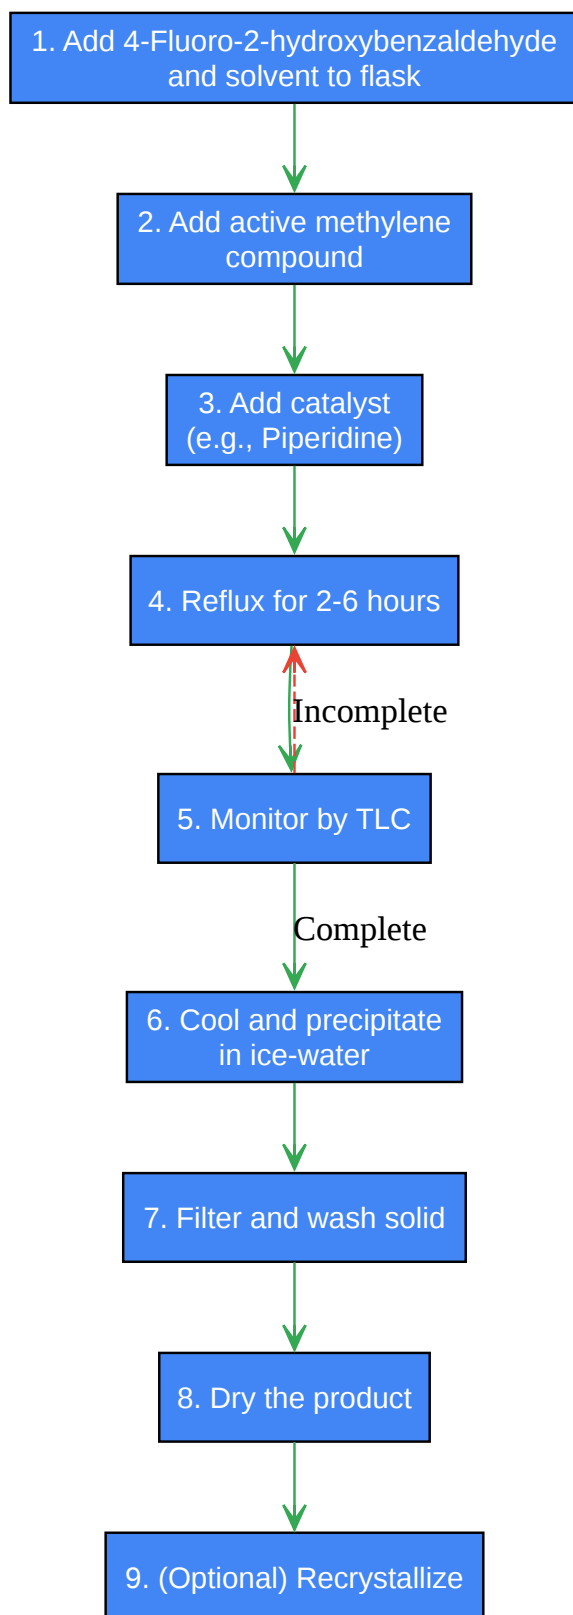 1. Add 4-Fluoro-2-hydroxybenzaldehyde
and solvent to flask
2. Add active methylene
compound
3. Add catalyst
(e.g., Piperidine)
4. Reflux for 2-6 hours
Incomplete
5. Monitor by TLC
Complete
6. Cool and precipitate
in ice-water
7. Filter and wash solid
8. Dry the product
9. (Optional) Recrystallize